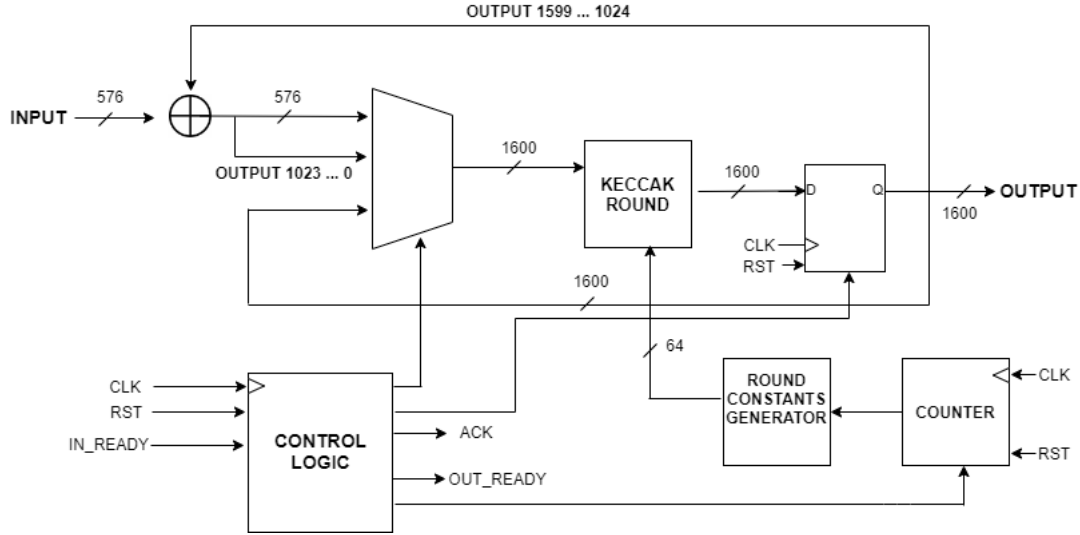 OUTPUT 1599 ... 1024
576
576
INPUT
OUTPUT 1023 ... 0
1600
KECCAK
ROUND
1600
D
Q
OUTPUT
1600
CLK
RST
1600
64
CLK
RST
IN_READY
CONTROL
LOGIC
ACK
OUT_READY
ROUND
CONSTANTS
GENERATOR
COUNTER
CLK
RST